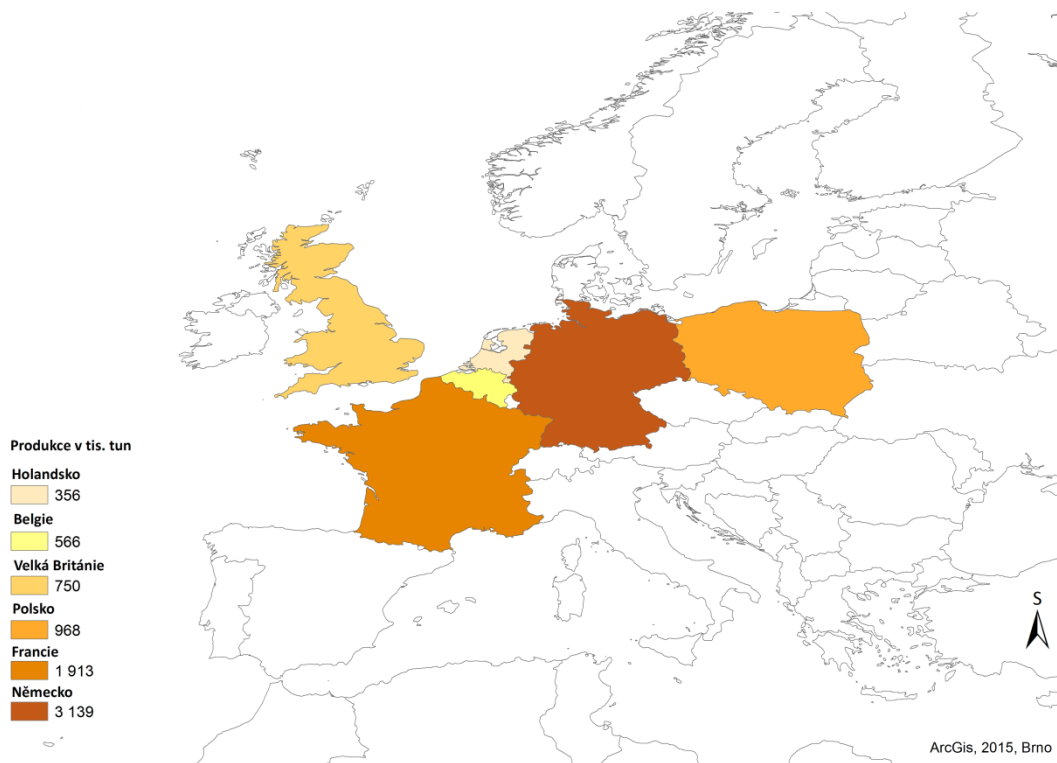 Produkce v tis. tun
Holandsko
356
Belgie
566
Velká Británie
750
Polsko
968
Francie
1 913
Německo
3 139
S
ArcGis, 2015, Brno